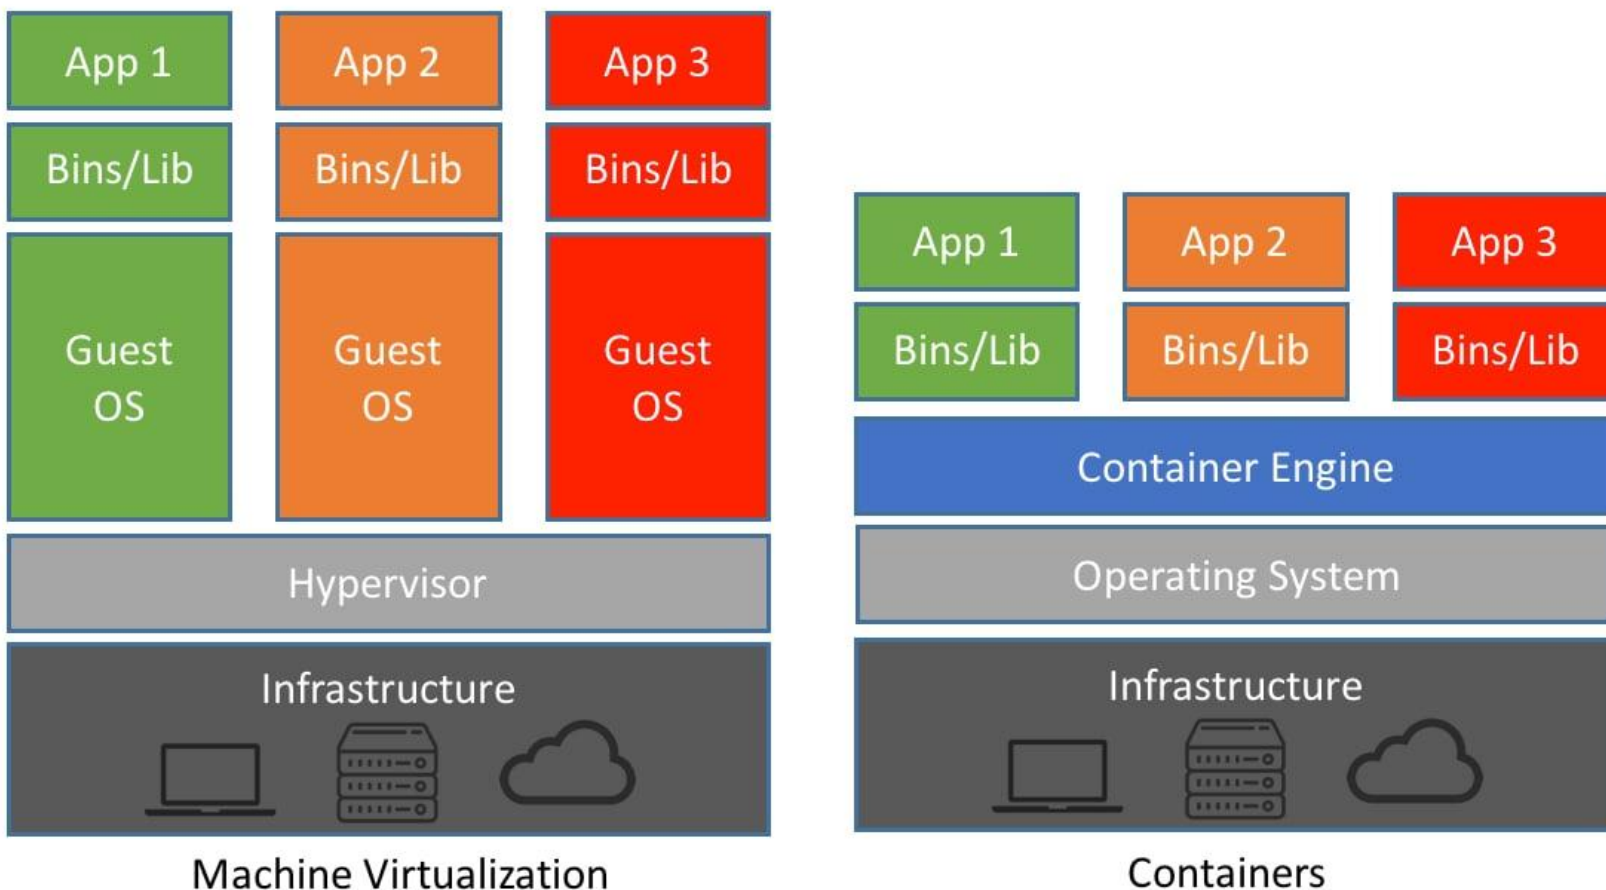 App 1
App 2
App 3
Bins/Lib
Bins/Lib
Bins/Lib
Guest
OS
Guest
OS
Guest
OS
Hypervisor
Infrastructure
Machine Virtualization
App 1
App 2
App 3
Bins/Lib
Bins/Lib
Bins/Lib
Container Engine
Operating System
Infrastructure
Containers